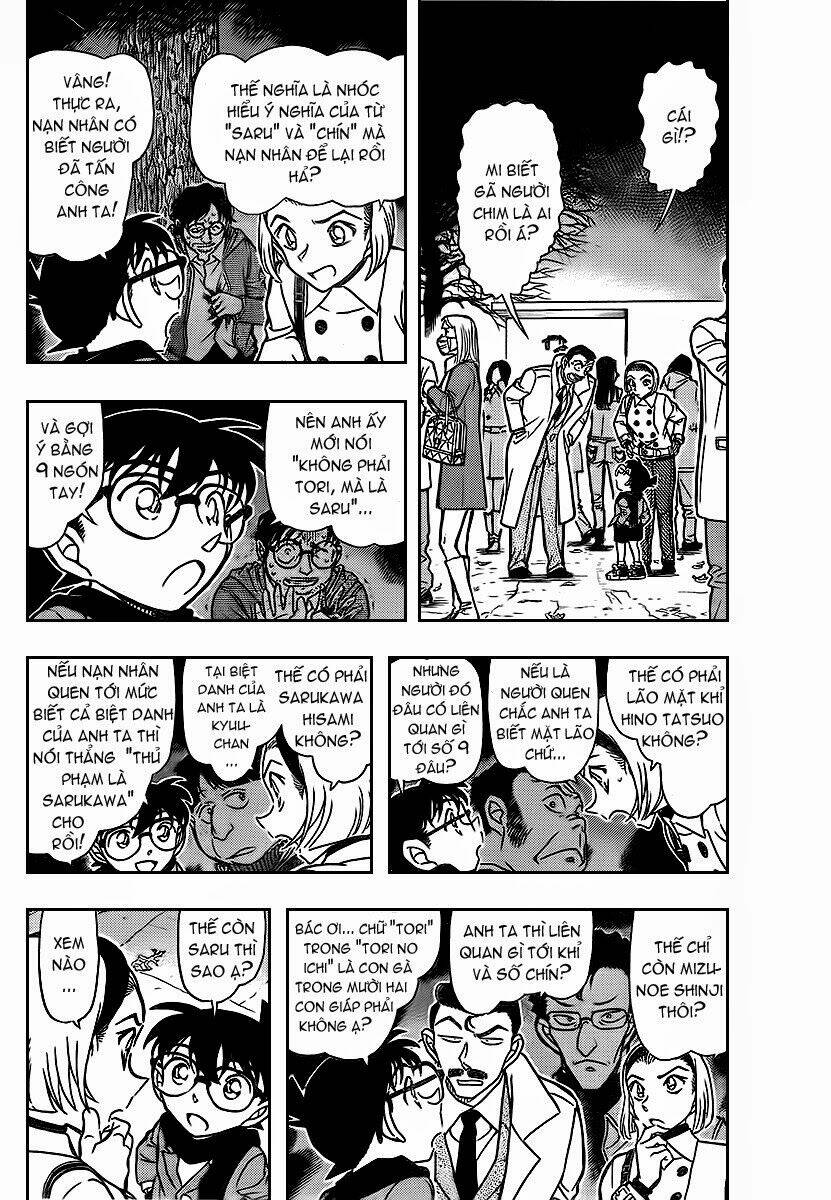 CÁI
GÌ!?
MI BIẾT
GÃ NGƯỜI
CHIM LÀ AI
RỒI Á?
THẾ NGHĨA LÀ NHÓC
HIỂU Ý NGHĨA CỦA TỪ
"SARU" VÀ "CHÍN" MÀ
NẠN NHÂN ĐỂ LẠI RỒI
HẢ?
VÂNG!
THỰC RA,
NẠN NHÂN CÓ
BIẾT NGƯỜI
ĐÃ TẤN
CÔNG
ANH TA!
NÊN ANH ẤY
MỚI NÓI
"KHÔNG PHẢI
TORI, MÀ LÀ
SARU"...
VÀ GỢI
Ý BẰNG
9 NGÓN
TAY!
THẾ CÓ PHẢI
LÃO MẶT KHỈ
HINO TATSUO
KHÔNG?
NẾU LÀ
NGƯỜI QUEN
CHẮC ANH TA
BIẾT MẶT LÃO
CHỨ...
NHƯNG
NGƯỜI ĐÓ
ĐÂU CÓ LIÊN
QUAN GÌ
TỚI SỐ 9
ĐÂU?
THẾ CÓ PHẢI
SARUKAWA
HISAMI
KHÔNG?
TẠI BIỆT
DANH CỦA
ANH TA LÀ
KYUU-
CHAN
...
NẾU NẠN NHÂN
QUEN TỚI MỨC
BIẾT CẢ BIỆT DANH
CỦA ANH TA THÌ
NÓI THẲNG "THỦ
PHẠM LÀ
SARUKAWA"
CHO
RỒI!
THẾ CHỈ
CÒN MIZU-
NOE SHINJI
THÔI?
ANH TA THÌ LIÊN
QUAN GÌ TỚI KHỈ
VÀ SỐ CHÍN?
BÁC ƠI... CHỮ "TORI"
TRONG "TORI NO
ICHI" LÀ CON GÀ
TRONG MƯỜI HAI
CON GIÁP PHẢI
KHÔNG Ạ?
THẾ CÒN
SARU THÌ
SAO Ạ?
XEM
NÀO
...